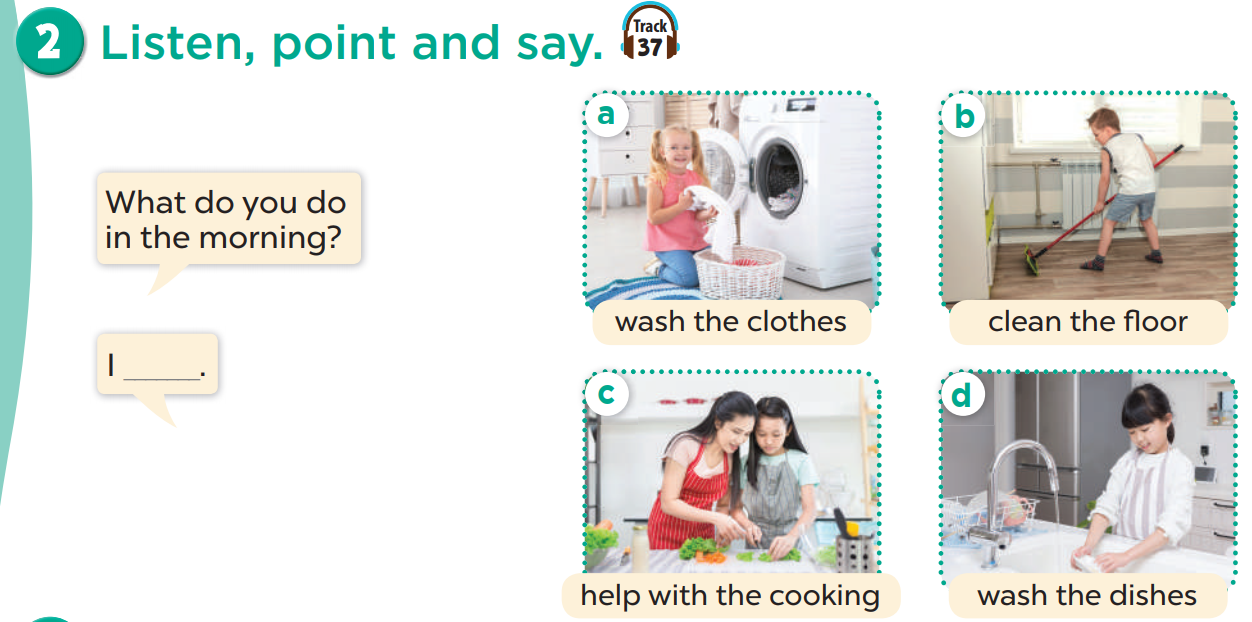 2 Listen, point and say. Track
37
What do you do
in the morning?
I _______.
a
wash the clothes
b
clean the floor
c
help with the cooking
d
wash the dishes